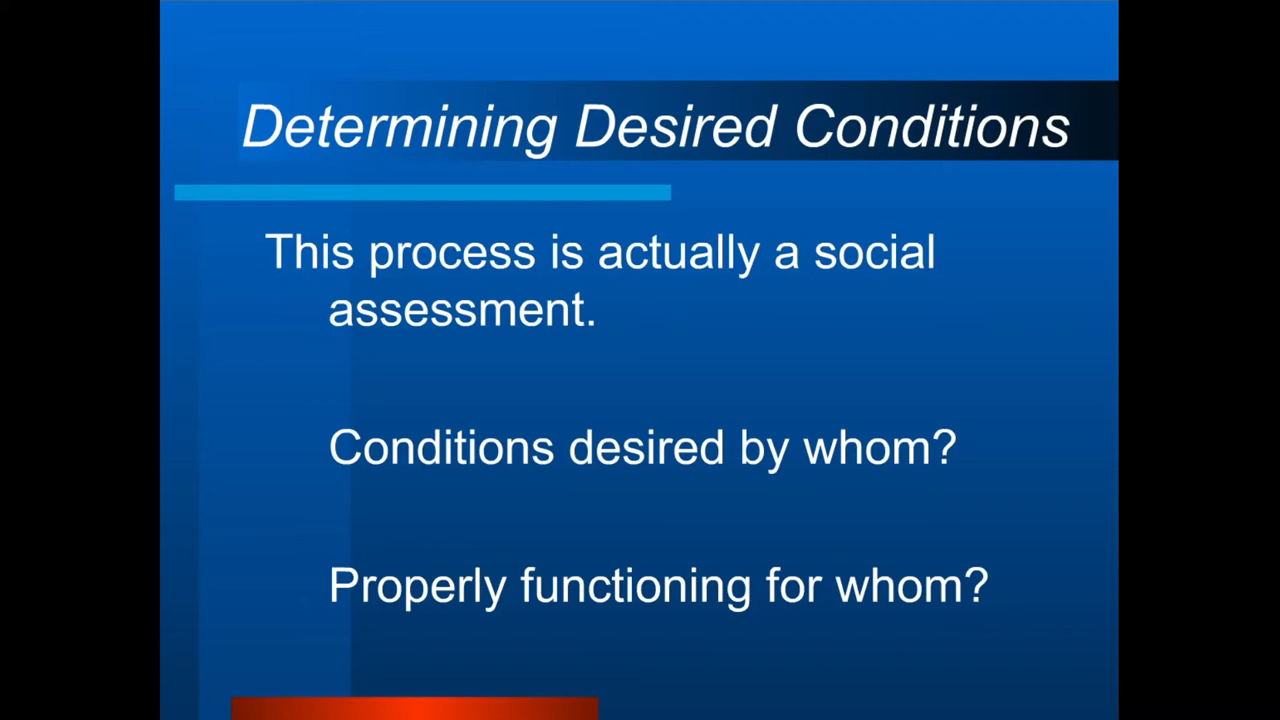 Determining Desired Conditions
This process is actually a social
assessment.
Conditions desired by whom?
Properly functioning for whom?